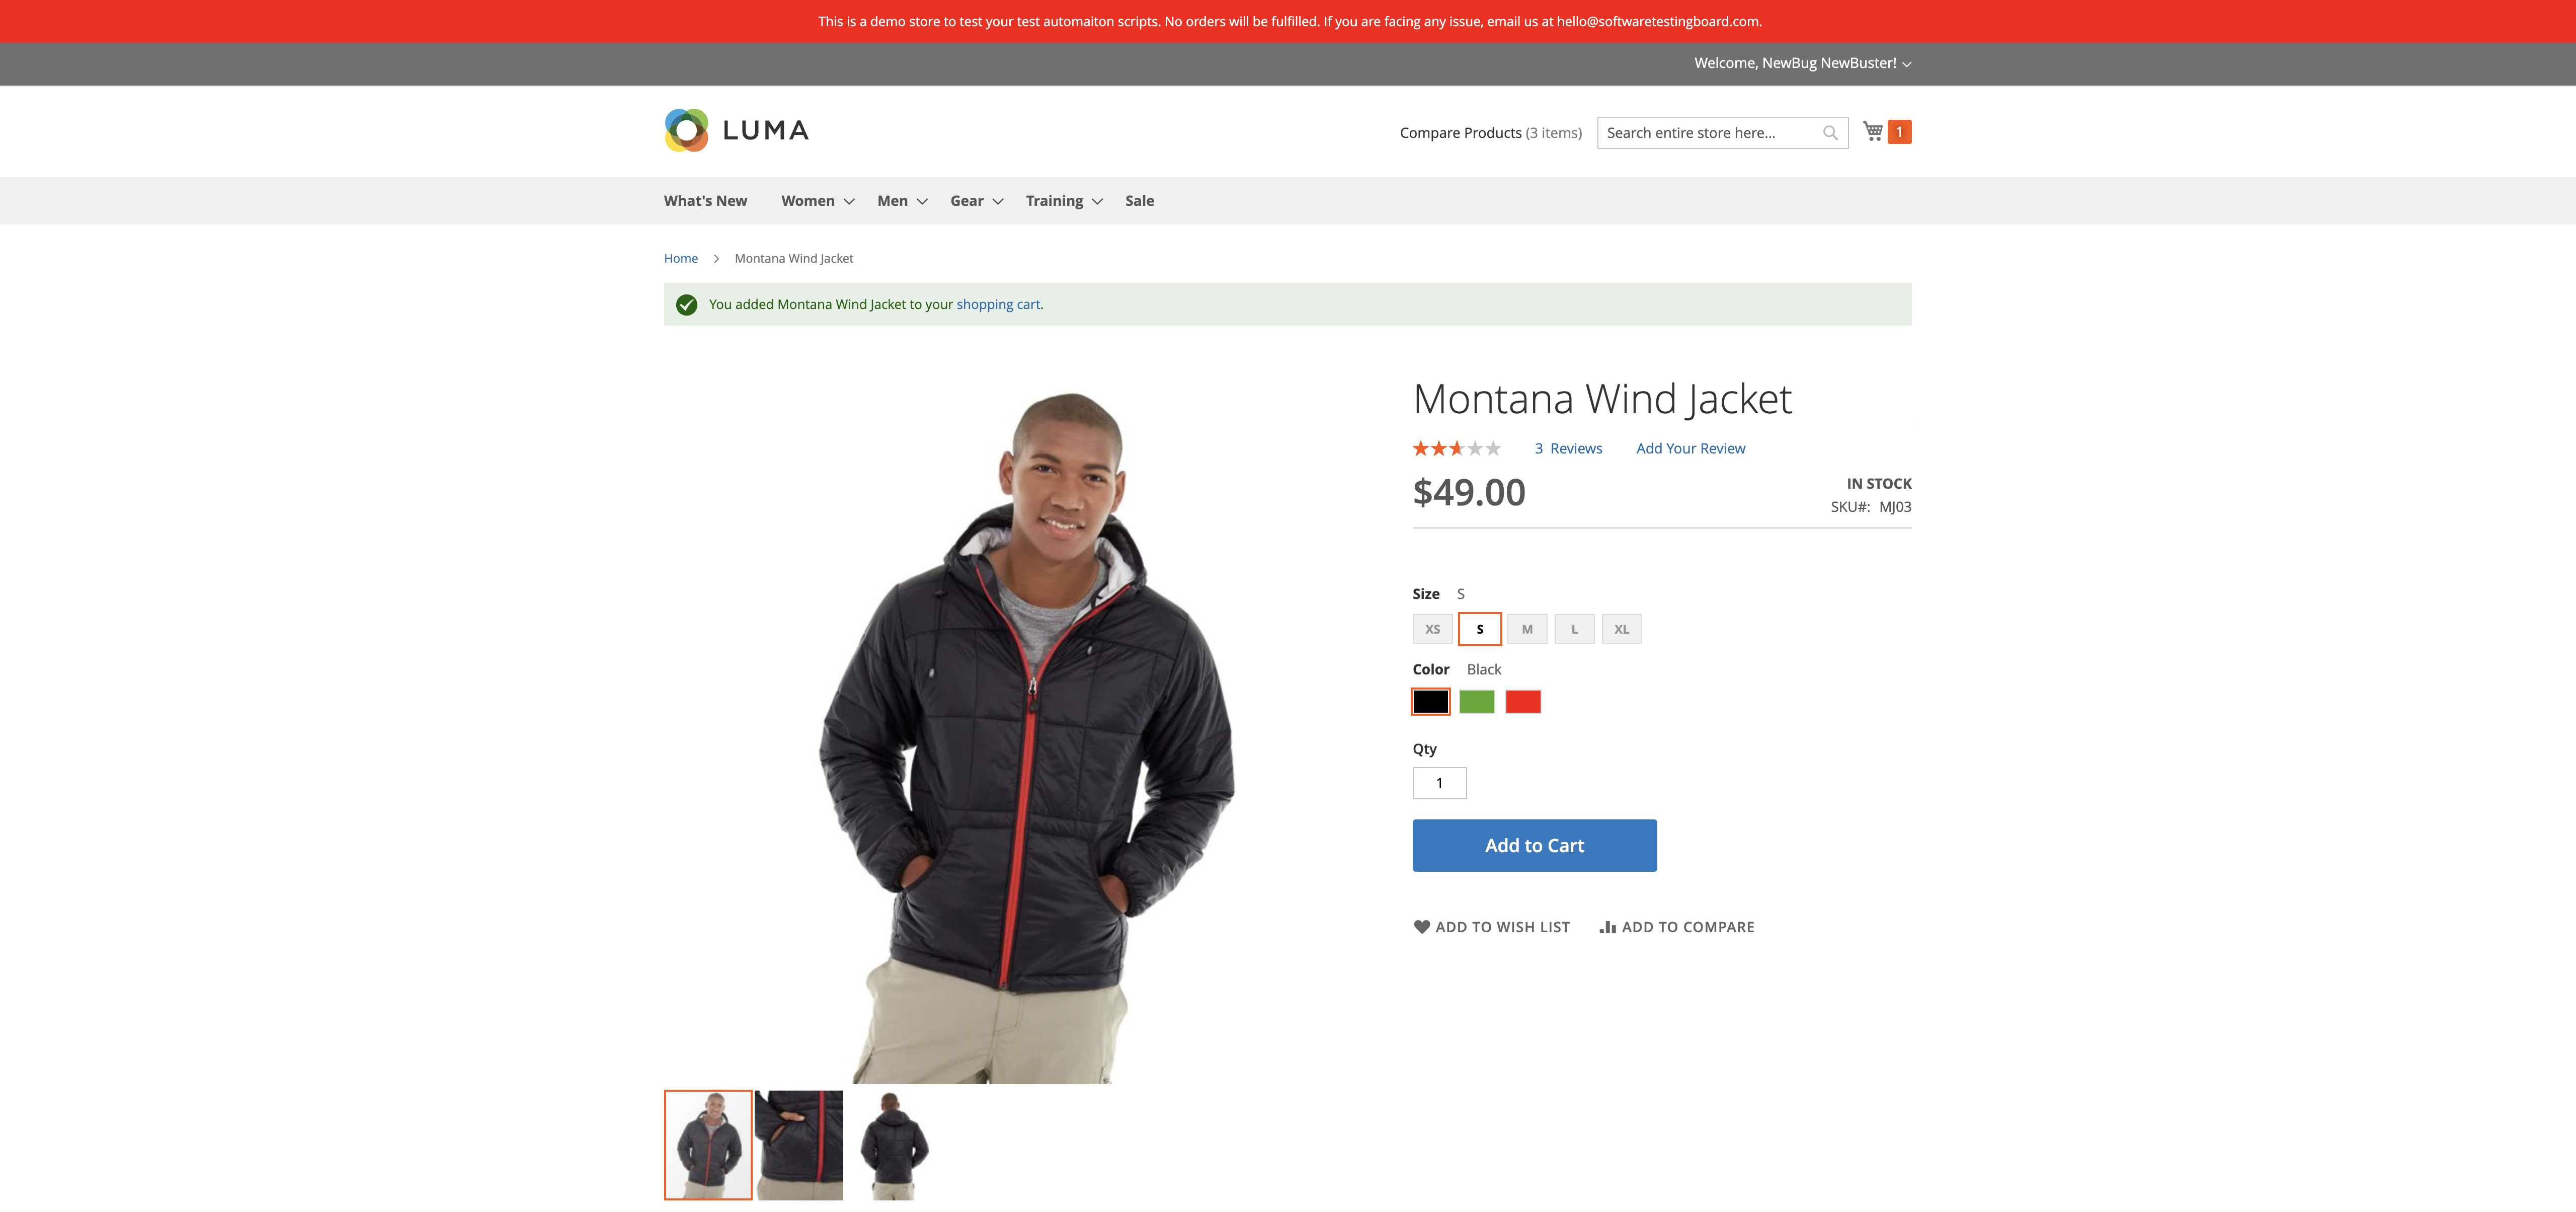 This is a demo store to test your test automaiton scripts. No orders will be fulfilled. If you are facing any issue, email us at hello@softwaretestingboard.com.
Welcome, NewBug NewBuster!
LUMA
Compare Products (3 items)
Search entire store here...
1
What's New Women Men Gear Training Sale
Home Montana Wind Jacket
You added Montana Wind Jacket to your shopping cart.
Montana Wind Jacket
3 Reviews Add Your Review
$49.00
IN STOCK
SKU#: MJ03
Size S
XS S M L XL
Color Black
Qty
1
Add to Cart
ADD TO WISH LIST ADD TO COMPARE